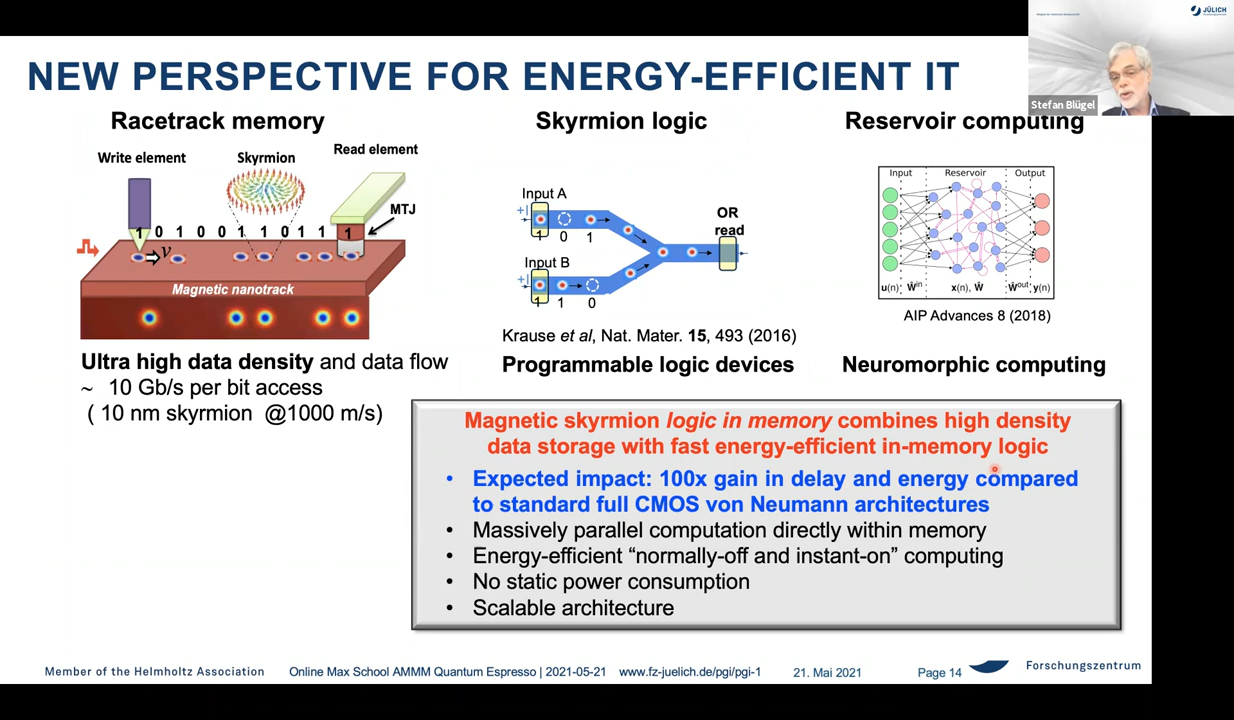 JÜLICH
NEW PERSPECTIVE FOR ENERGY-EFFICIENT IT
Stefan Blügel
Racetrack memory
Write element
Skyrmion
Read element
MTJ
1 0 1 0 0 1 1 0 1 1 1
v
Magnetic nanotrack
Ultra high data density and data flow
~ 10 Gb/s per bit access
( 10 nm skyrmion @1000 m/s)
Skyrmion logic
Input A
+I
1 0 1
OR
read
Input B
+I
1 1 0
Krause et al, Nat. Mater. 15, 493 (2016)
Programmable logic devices
Reservoir computing
Input Reservoir Output
u(n) Ŵⁱⁿ x(n), Ŵ Ŵᵒᵘᵗ y(n)
AIP Advances 8 (2018)
Neuromorphic computing
Magnetic skyrmion logic in memory combines high density
data storage with fast energy-efficient in-memory logic
• Expected impact: 100x gain in delay and energy compared
to standard full CMOS von Neumann architectures
• Massively parallel computation directly within memory
• Energy-efficient “normally-off and instant-on” computing
• No static power consumption
• Scalable architecture
Member of the Helmholtz Association
Online Max School AMMM Quantum Espresso | 2021-05-21
www.fz-juelich.de/pgi/pgi-1
21. Mai 2021
Page 14
Forschungszentrum